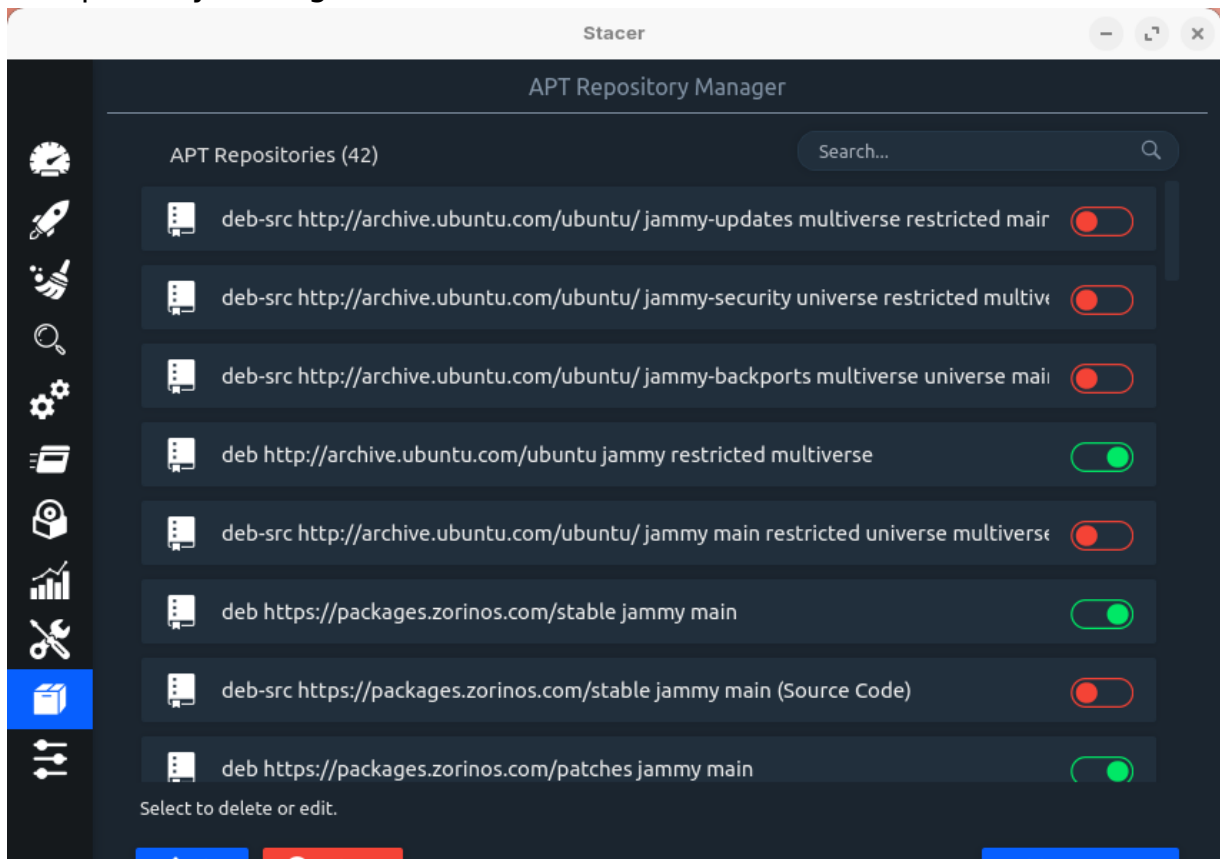 Stacer
APT Repository Manager
APT Repositories (42)
Search...
deb-src http://archive.ubuntu.com/ubuntu/ jammy-updates multiverse restricted
deb-src http://archive.ubuntu.com/ubuntu/ jammy-security universe restricted
deb-src http://archive.ubuntu.com/ubuntu/ jammy-backports multiverse universe
deb http://archive.ubuntu.com/ubuntu jammy restricted multiverse
deb-src http://archive.ubuntu.com/ubuntu/ jammy main restricted universe multiverse
deb https://packages.zorinos.com/stable jammy main
deb-src https://packages.zorinos.com/stable jammy main (Source Code)
deb https://packages.zorinos.com/patches jammy main
Select to delete or edit.